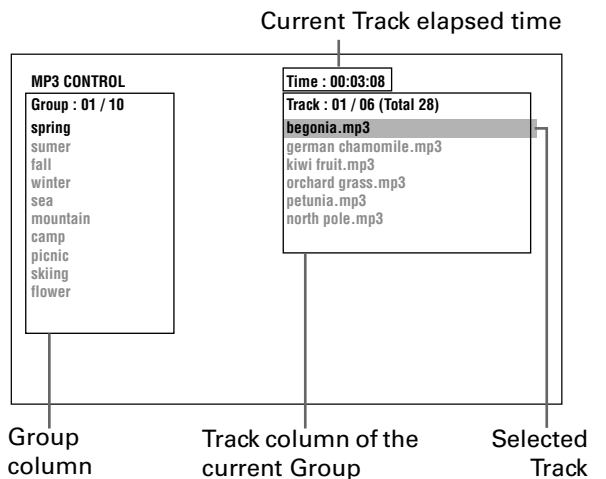 Current Track elapsed time
MP3 CONTROL
Time : 00:03:08
Group : 01 / 10
spring
sumer
fall
winter
sea
mountain
camp
picnic
skiing
flower
Track : 01 / 06 (Total 28)
begonia.mp3
german chamomile.mp3
kiwi fruit.mp3
orchard grass.mp3
petunia.mp3
north pole.mp3
Group
column
Track column of the
current Group
Selected
Track